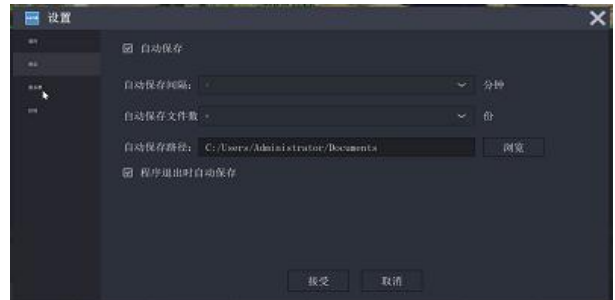 设置
自动保存
自动保存间隔: 分钟
自动保存文件数 份
自动保存路径: C:/Users/Administrator/Documents 浏览
程序退出时自动保存
接受 取消